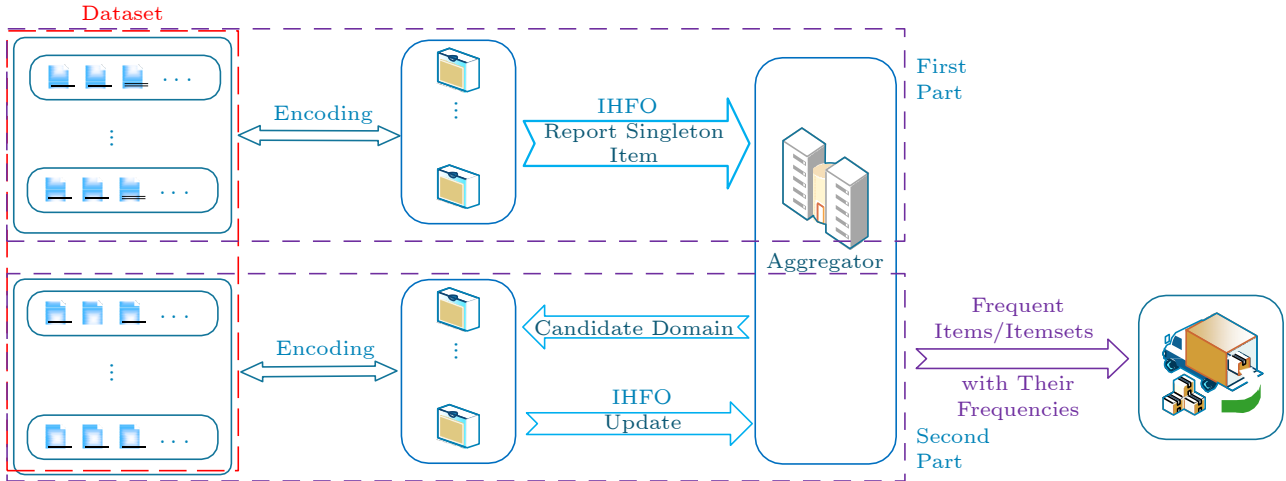 Dataset
First
Part
Encoding
IHFO
Report Singleton
Item
Aggregator
Candidate Domain
Encoding
IHFO
Update
Frequent
Items/Itemsets
with Their
Frequencies
Second
Part